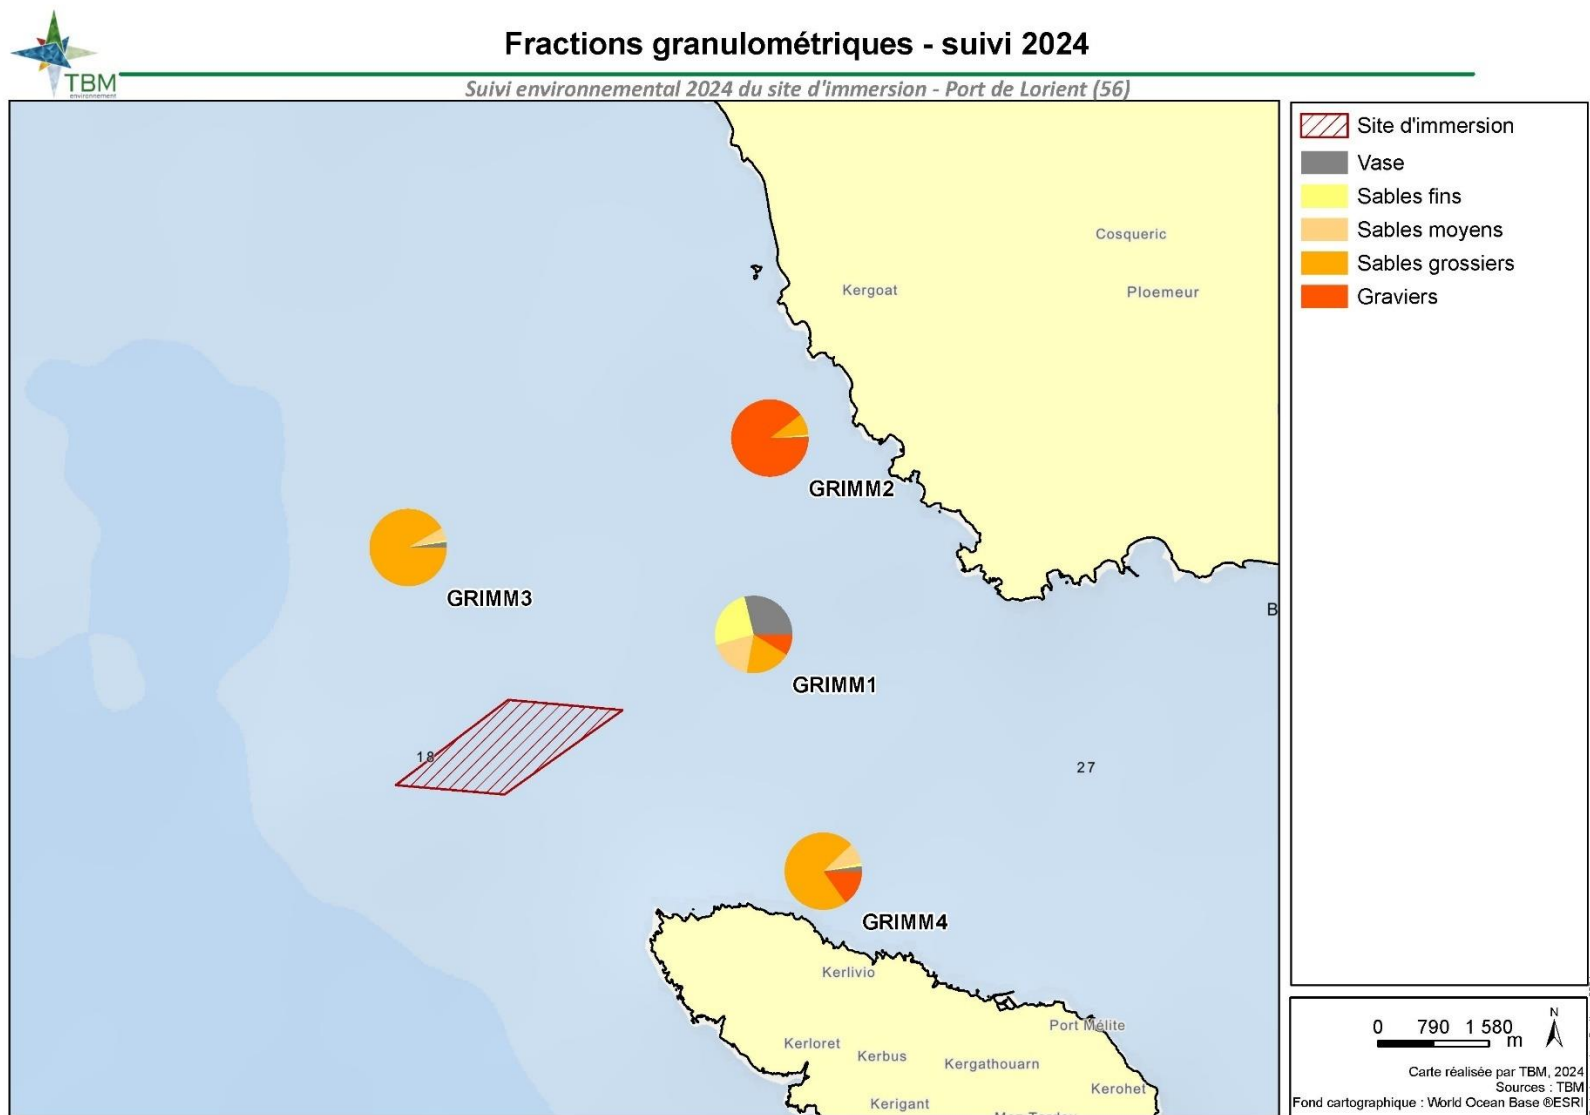 Fractions granulométriques - suivi 2024
TBM
environnement
Suivi environnemental 2024 du site d'immersion - Port de Lorient (56)
Site d'immersion
Vase
Sables fins
Sables moyens
Sables grossiers
Graviers
Cosqueric
Kergoat
Ploemeur
GRIMM2
GRIMM3
B
GRIMM1
18
27
GRIMM4
Kerlivio
Port Mélite
Kerloret
Kerbus
Kergathouarn
Kerohet
Kerigant
N
0 790 1 580
m
Carte réalisée par TBM, 2024
Sources : TBM
Fond cartographique : World Ocean Base ®ESRI